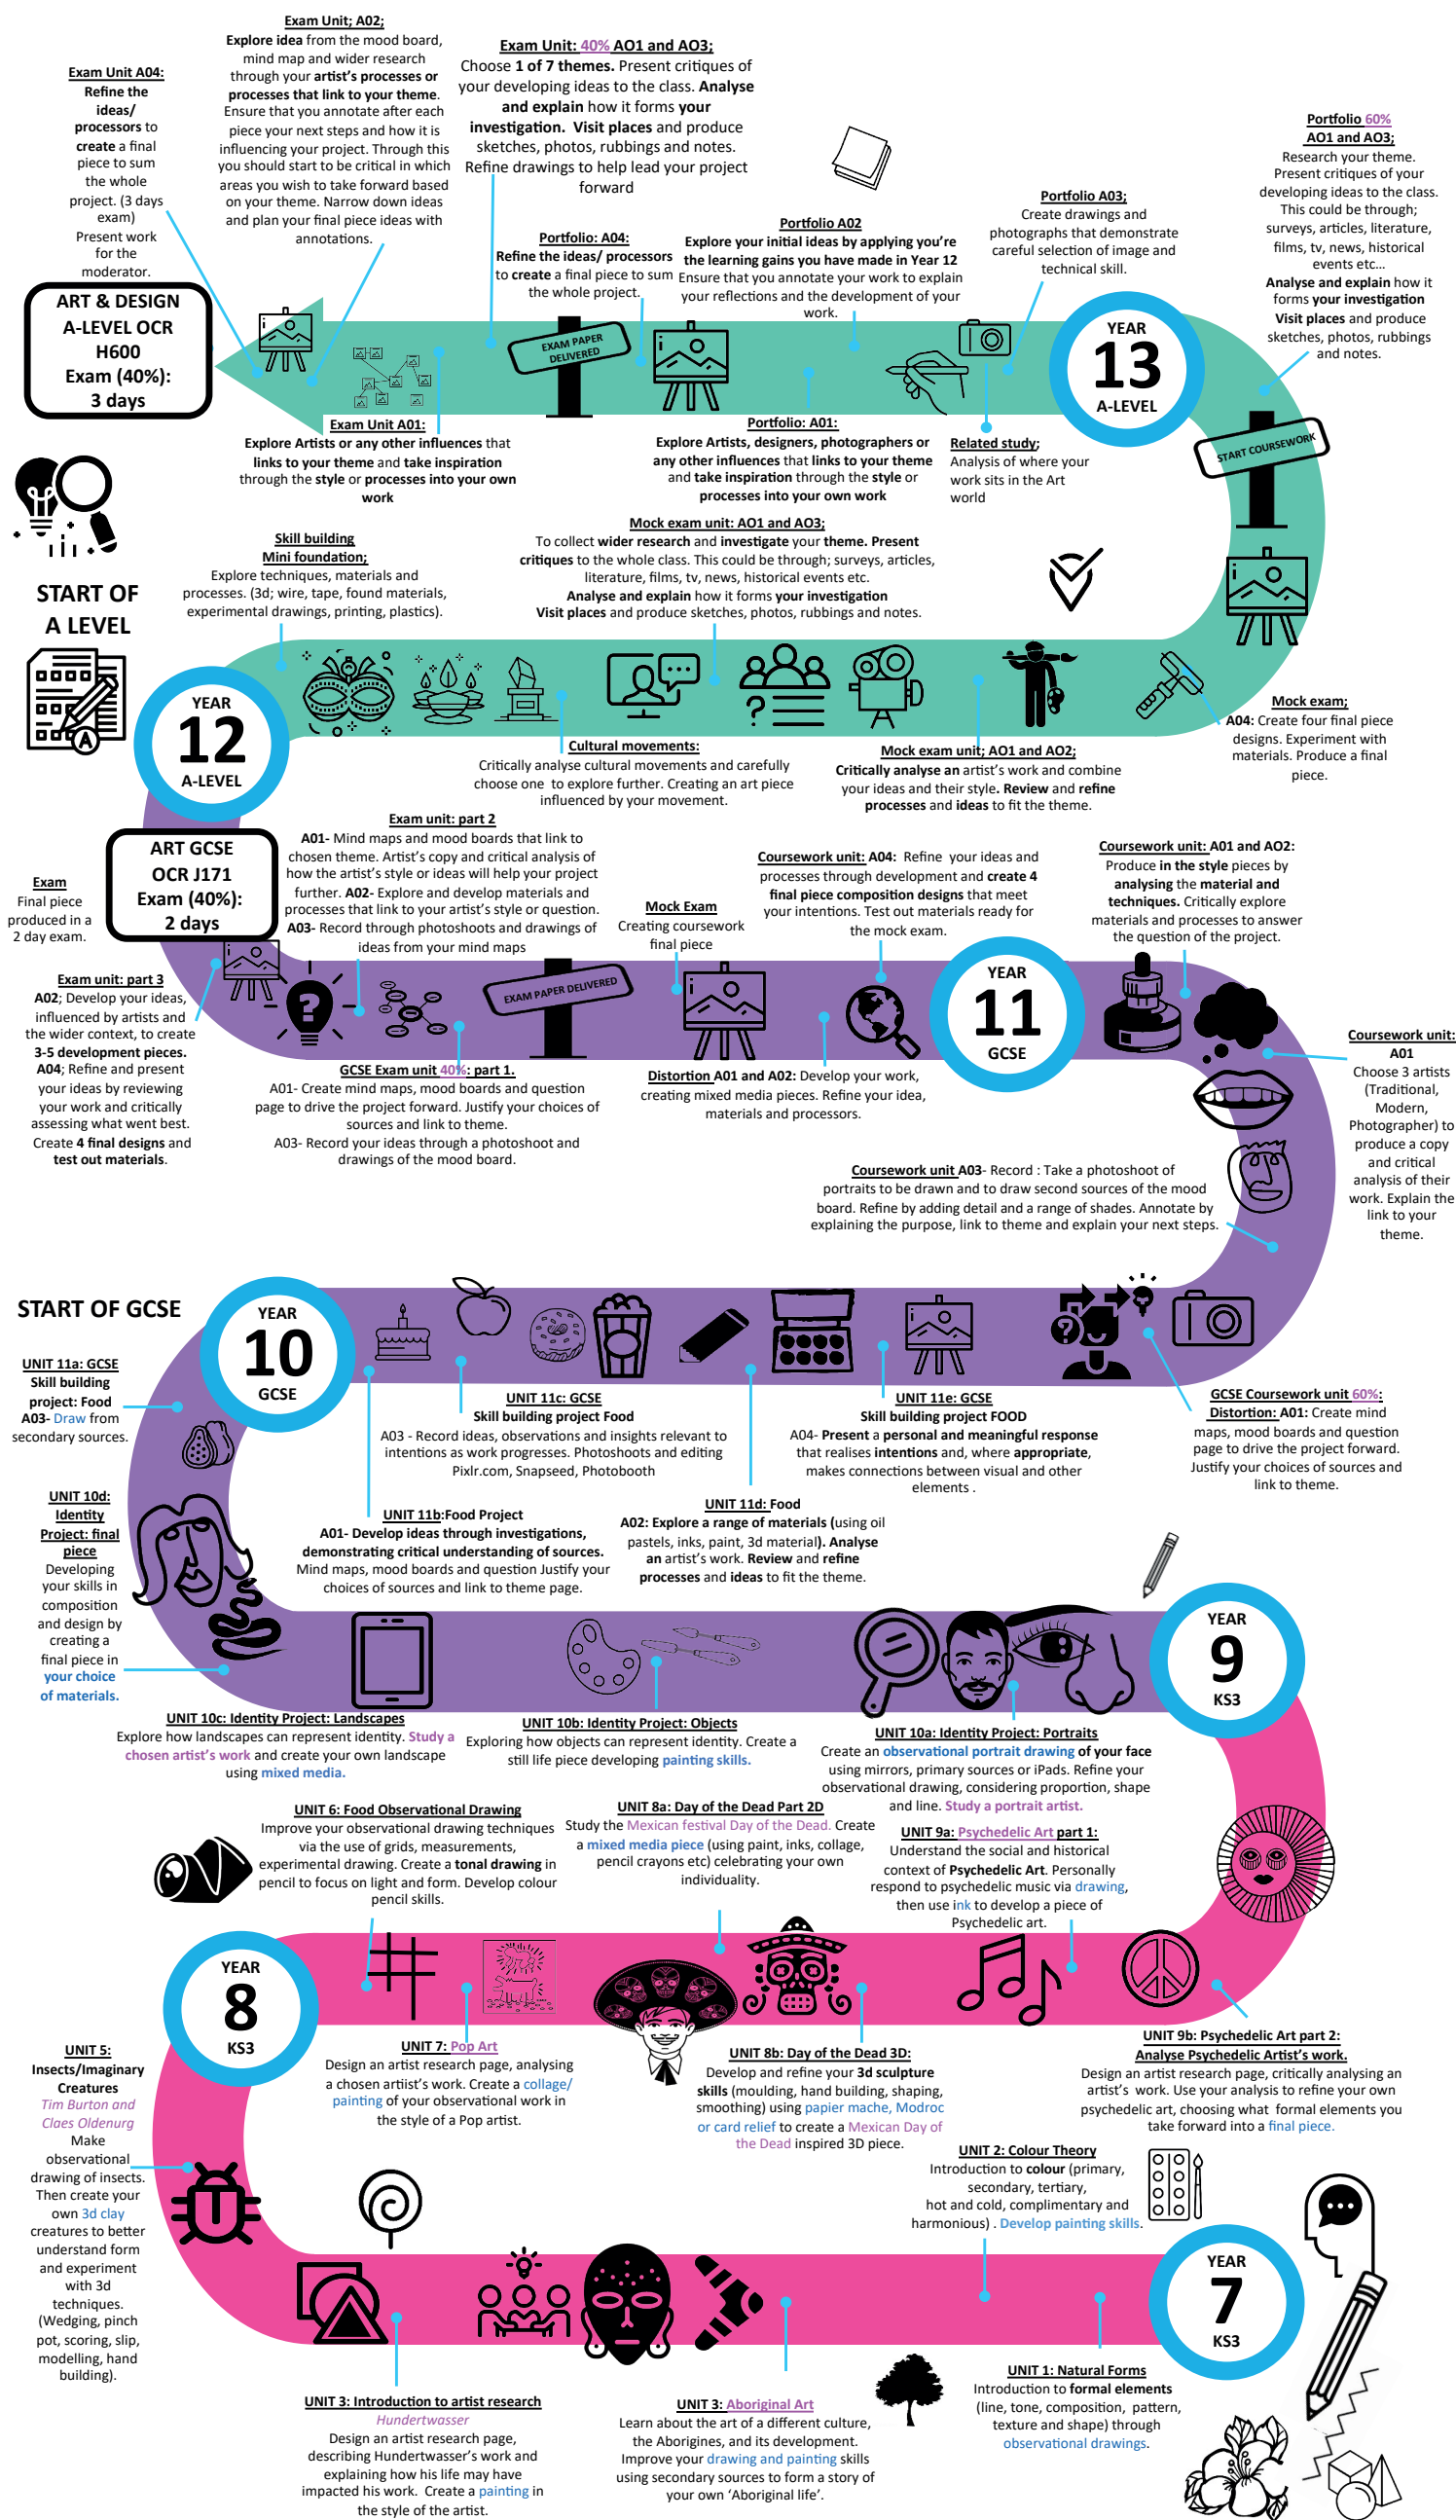 Exam Unit; A02;
Explore idea from the mood board,
mind map and wider research
through your artist's processes or
processes that link to your theme.
Ensure that you annotate after each
piece your next steps and how it is
influencing your project. Through this
you should start to be critical in which
areas you wish to take forward based
on your theme. Narrow down ideas
and plan your final piece ideas with
annotations.
Exam Unit: 40% AO1 and AO3;
Choose 1 of 7 themes. Present critiques of
your developing ideas to the class. Analyse
and explain how it forms your
investigation. Visit places and produce
sketches, photos, rubbings and notes.
Refine drawings to help lead your project
forward
Exam Unit A04:
Refine the
ideas/
processors to
create a final
piece to sum
the whole
project. (3 days
exam)
Present work
for the
moderator.
Portfolio 60%
AO1 and AO3;
Research your theme.
Present critiques of your
developing ideas to the class.
This could be through;
surveys, articles, literature,
films, tv, news, historical
events etc...
Analyse and explain how it
forms your investigation
Visit places and produce
sketches, photos, rubbings
and notes.
Portfolio A03;
Create drawings and
photographs that demonstrate
careful selection of image and
technical skill.
Portfolio A02
Explore your initial ideas by applying you're
the learning gains you have made in Year 12
Ensure that you annotate your work to explain
your reflections and the development of your
work.
Portfolio: A04:
Refine the ideas/ processors
to create a final piece to sum
the whole project.
ART & DESIGN
A-LEVEL OCR
H600
Exam (40%):
3 days
EXAM PAPER
DELIVERED
YEAR
13
A-LEVEL
START COURSEWORK
Exam Unit A01:
Explore Artists or any other influences that
links to your theme and take inspiration
through the style or processes into your own
work
Portfolio: A01:
Explore Artists, designers, photographers or
any other influences that links to your theme
and take inspiration through the style or
processes into your own work
Related study;
Analysis of where your
work sits in the Art
world
START OF
A LEVEL
A
Skill building
Mini foundation;
Explore techniques, materials and
processes. (3d; wire, tape, found materials,
experimental drawings, printing, plastics).
Mock exam unit: AO1 and AO3;
To collect wider research and investigate your theme. Present
critiques to the whole class. This could be through; surveys, articles,
literature, films, tv, news, historical events etc.
Analyse and explain how it forms your investigation
Visit places and produce sketches, photos, rubbings and notes.
YEAR
12
A-LEVEL
Cultural movements:
Critically analyse cultural movements and carefully
choose one to explore further. Creating an art piece
influenced by your movement.
Mock exam unit; AO1 and AO2;
Critically analyse an artist's work and combine
your ideas and their style. Review and refine
processes and ideas to fit the theme.
Mock exam;
A04: Create four final piece
designs. Experiment with
materials. Produce a final
piece.
ART GCSE
OCR J171
Exam (40%):
2 days
Exam
Final piece
produced in a
2 day exam.
Exam unit: part 2
A01- Mind maps and mood boards that link to
chosen theme. Artist's copy and critical analysis of
how the artist's style or ideas will help your project
further. A02- Explore and develop materials and
processes that link to your artist's style or question.
A03- Record through photoshoots and drawings of
ideas from your mind maps
Mock Exam
Creating coursework
final piece
Coursework unit: A04: Refine your ideas and
processes through development and create 4
final piece composition designs that meet
your intentions. Test out materials ready for
the mock exam.
Coursework unit: A01 and AO2:
Produce in the style pieces by
analysing the material and
techniques. Critically explore
materials and processes to answer
the question of the project.
Exam unit: part 3
A02; Develop your ideas,
influenced by artists and
the wider context, to create
3-5 development pieces.
A04; Refine and present
your ideas by reviewing
your work and critically
assessing what went best.
Create 4 final designs and
test out materials.
?
EXAM PAPER DELIVERED
YEAR
11
GCSE
GCSE Exam unit 40%: part 1.
A01- Create mind maps, mood boards and question
page to drive the project forward. Justify your choices of
sources and link to theme.
A03- Record your ideas through a photoshoot and
drawings of the mood board.
Distortion A01 and A02: Develop your work,
creating mixed media pieces. Refine your idea,
materials and processors.
Coursework unit:
A01
Choose 3 artists
(Traditional,
Modern,
Photographer) to
produce a copy
and critical
analysis of their
work. Explain the
link to your
theme.
Coursework unit A03- Record : Take a photoshoot of
portraits to be drawn and to draw second sources of the mood
board. Refine by adding detail and a range of shades. Annotate by
explaining the purpose, link to theme and explain your next steps.
START OF GCSE
YEAR
10
GCSE
UNIT 11a: GCSE
Skill building
project: Food
A03- Draw from
secondary sources.
UNIT 11c: GCSE
Skill building project Food
A03 - Record ideas, observations and insights relevant to
intentions as work progresses. Photoshoots and editing
Pixlr.com, Snapseed, Photobooth
UNIT 11e: GCSE
Skill building project FOOD
A04- Present a personal and meaningful response
that realises intentions and, where appropriate,
makes connections between visual and other
elements .
GCSE Coursework unit 60%:
Distortion: A01: Create mind
maps, mood boards and question
page to drive the project forward.
Justify your choices of sources and
link to theme.
UNIT 10d:
Identity
Project: final
piece
Developing
your skills in
composition
and design by
creating a
final piece in
your choice
of materials.
UNIT 11b:Food Project
A01- Develop ideas through investigations,
demonstrating critical understanding of sources.
Mind maps, mood boards and question Justify your
choices of sources and link to theme page.
UNIT 11d: Food
A02: Explore a range of materials (using oil
pastels, inks, paint, 3d material). Analyse
an artist's work. Review and refine
processes and ideas to fit the theme.
YEAR
9
KS3
UNIT 10c: Identity Project: Landscapes
Explore how landscapes can represent identity. Study a
chosen artist's work and create your own landscape
using mixed media.
UNIT 10b: Identity Project: Objects
Exploring how objects can represent identity. Create a
still life piece developing painting skills.
UNIT 10a: Identity Project: Portraits
Create an observational portrait drawing of your face
using mirrors, primary sources or iPads. Refine your
observational drawing, considering proportion, shape
and line. Study a portrait artist.
UNIT 6: Food Observational Drawing
Improve your observational drawing techniques
via the use of grids, measurements,
experimental drawing. Create a tonal drawing in
pencil to focus on light and form. Develop colour
pencil skills.
UNIT 8a: Day of the Dead Part 2D
Study the Mexican festival Day of the Dead. Create
a mixed media piece (using paint, inks, collage,
pencil crayons etc) celebrating your own
individuality.
UNIT 9a: Psychedelic Art part 1:
Understand the social and historical
context of Psychedelic Art. Personally
respond to psychedelic music via drawing,
then use ink to develop a piece of
Psychedelic art.
YEAR
8
KS3
UNIT 5:
Insects/Imaginary
Creatures
Tim Burton and
Claes Oldenurg
Make
observational
drawing of insects.
Then create your
own 3d clay
creatures to better
understand form
and experiment
with 3d
techniques.
(Wedging, pinch
pot, scoring, slip,
modelling, hand
building).
UNIT 7: Pop Art
Design an artist research page, analysing
a chosen artiist's work. Create a collage/
painting of your observational work in
the style of a Pop artist.
UNIT 8b: Day of the Dead 3D:
Develop and refine your 3d sculpture
skills (moulding, hand building, shaping,
smoothing) using papier mache, Modroc
or card relief to create a Mexican Day of
the Dead inspired 3D piece.
UNIT 9b: Psychedelic Art part 2:
Analyse Psychedelic Artist's work.
Design an artist research page, critically analysing an
artist's work. Use your analysis to refine your own
psychedelic art, choosing what formal elements you
take forward into a final piece.
UNIT 2: Colour Theory
Introduction to colour (primary,
secondary, tertiary,
hot and cold, complimentary and
harmonious) . Develop painting skills.
YEAR
7
KS3
UNIT 3: Introduction to artist research
Hundertwasser
Design an artist research page,
describing Hundertwasser's work and
explaining how his life may have
impacted his work. Create a painting in
the style of the artist.
UNIT 3: Aboriginal Art
Learn about the art of a different culture,
the Aborigines, and its development.
Improve your drawing and painting skills
using secondary sources to form a story of
your own 'Aboriginal life'.
UNIT 1: Natural Forms
Introduction to formal elements
(line, tone, composition, pattern,
texture and shape) through
observational drawings.